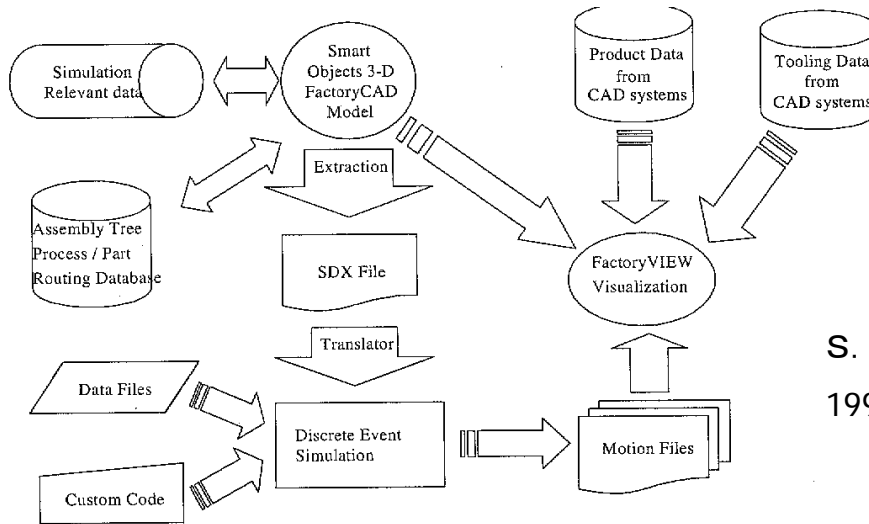 Simulation
Relevant data
Smart
Objects 3-D
FactoryCAD
Model
Product Data
from
CAD systems
Tooling Data
from
CAD systems
Extraction
Assembly Tree
Process / Part
Routing Database
SDX File
FactoryVIEW
Visualization
Translator
Data Files
Discrete Event
Simulation
Motion Files
Custom Code
S.
199